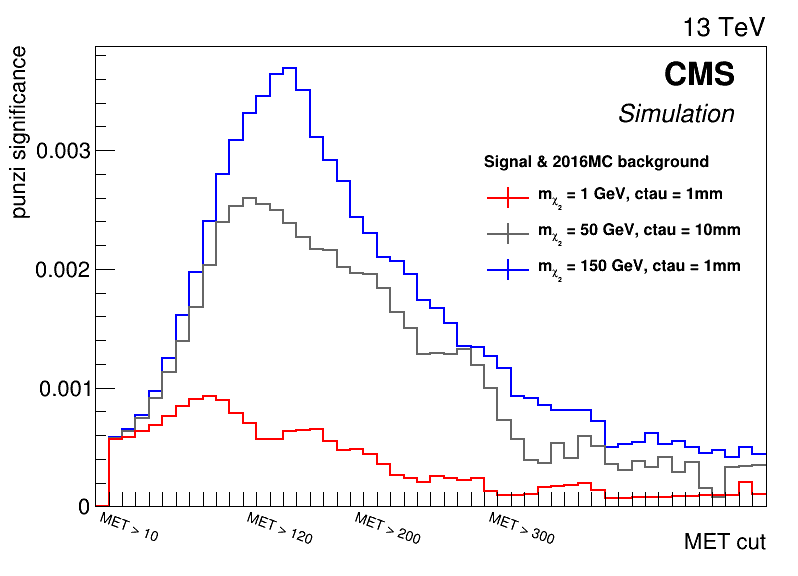 13 TeV
punzi significance
CMS
Simulation
Signal & 2016MC background
mχ₂ = 1 GeV, ctau = 1mm
mχ₂ = 50 GeV, ctau = 10mm
mχ₂ = 150 GeV, ctau = 1mm
0.003
0.002
0.001
0
MET > 10
MET > 120
MET > 200
MET > 300
MET cut